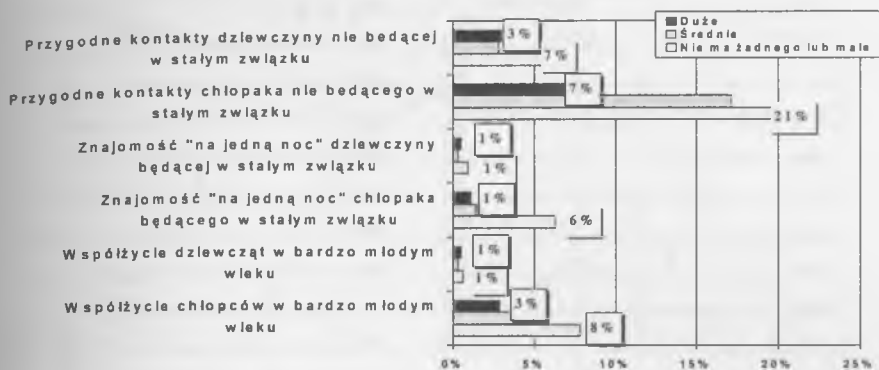 Duże
Średnie
Nie ma żadnego lub małe
Przygodne kontakty dziewczyny nie bedącej
w stałym związku
3%
7%
Przygodne kontakty chłopaka nie bedącego w
stałym związku
7%
21%
Znajomość "na jedną noc" dziewczyny
będącej w stałym związku
1%
1%
Znajomość "na jedną noc" chłopaka
będącego w stałym związku
1%
6%
Współżycie dziewcząt w bardzo młodym
wieku
1%
1%
Współżycie chłopców w bardzo młodym
wieku
3%
8%
0% 5% 10% 15% 20% 25%